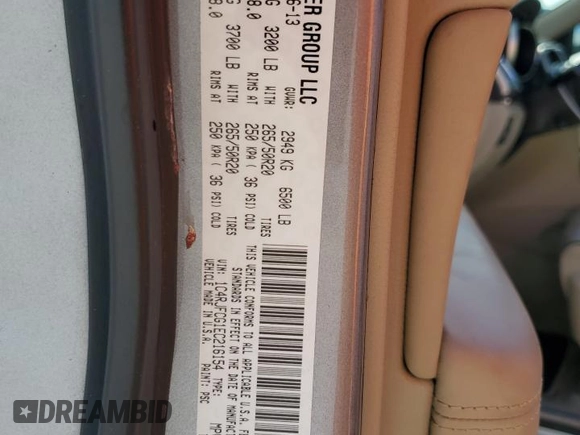 ER GROUP LLC
6-13 GVWR: 2949 KG 6500 LB
G 3200 LB WITH 265/50R20 TIRES
8.0 RIMS AT 250 KPA ( 36 PSI) COLD
G 3700 LB WITH 265/50R20 TIRES
8.0 RIMS AT 250 KPA ( 36 PSI) COLD
THIS VEHICLE CONFORMS TO ALL APPLICABLE U.S.A. FE
STANDARDS IN EFFECT ON THE DATE OF MANUFACT
VIN: 1C4RJFCG1EC216154 TYPE: MP
VEHICLE MADE IN U.S.A. PAINT: PSC
DREAMBID